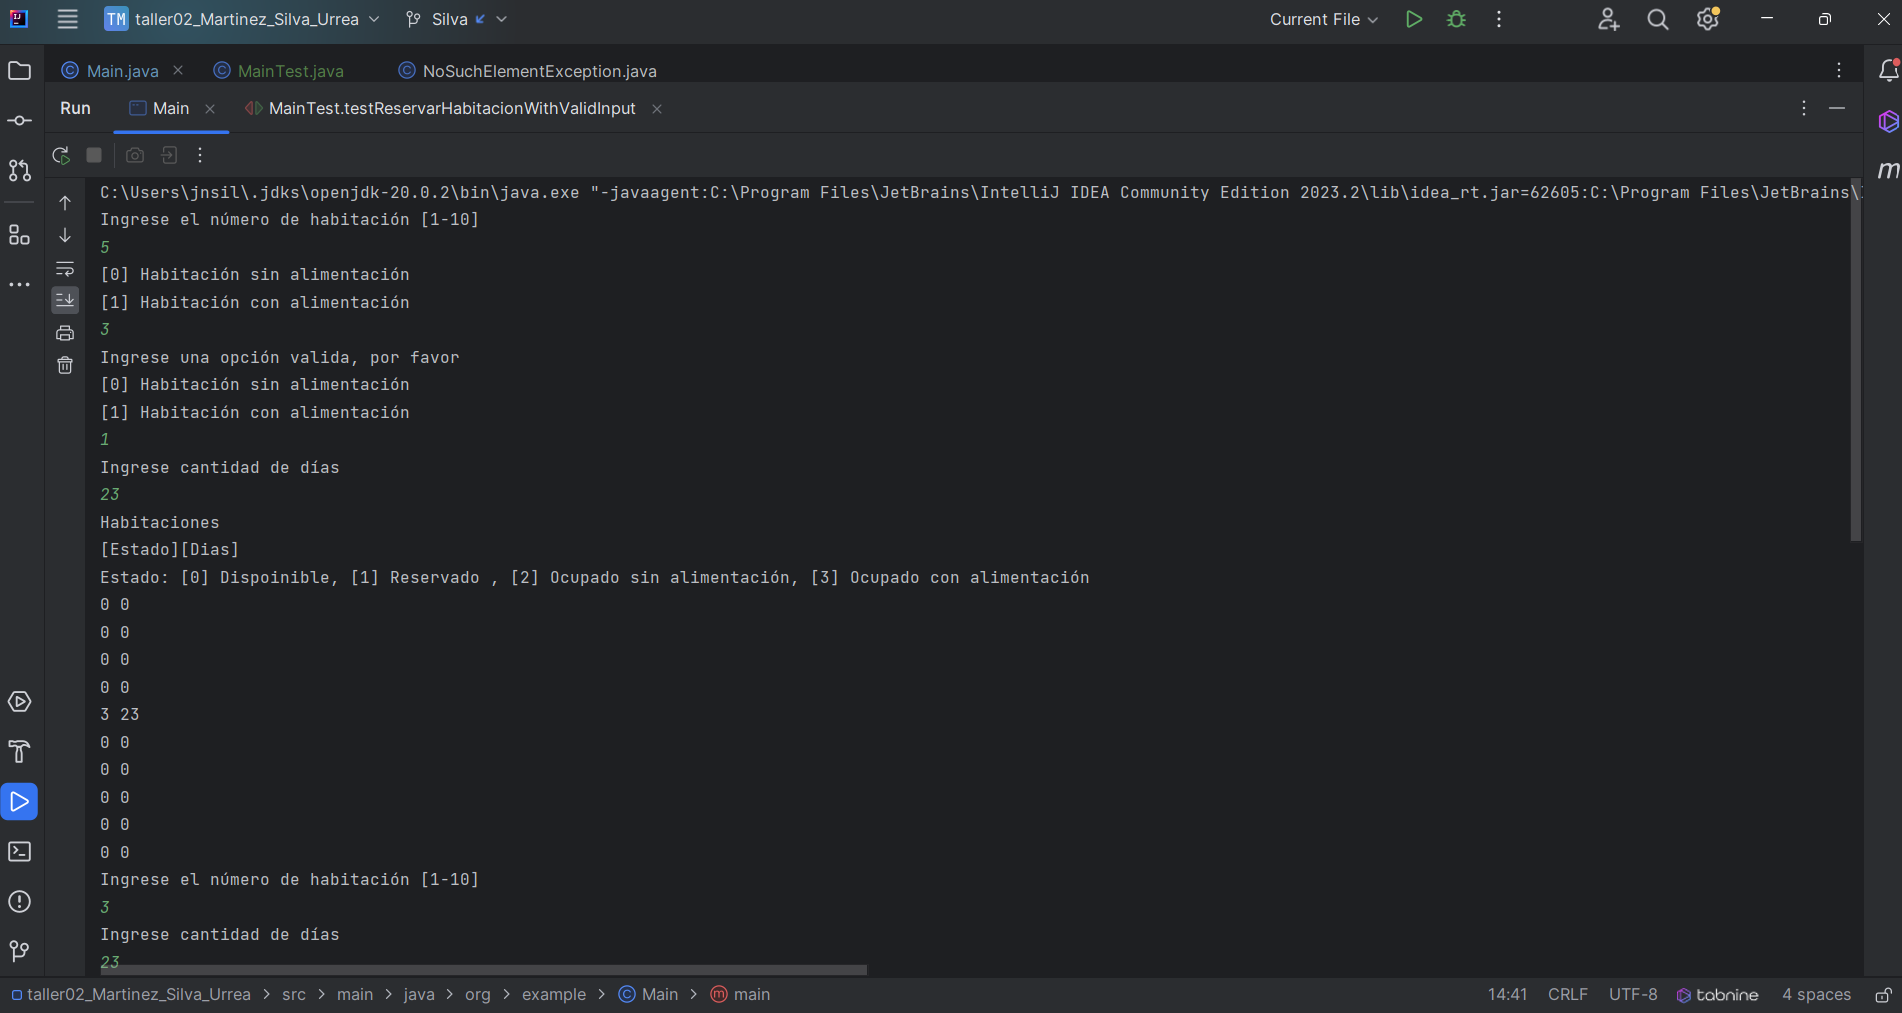 TM taller02_Martinez_Silva_Urrea Silva Current File
Main.java MainTest.java NoSuchElementException.java
Run Main MainTest.testReservarHabitacionWithValidInput
C:\Users\jnsil\.jdks\openjdk-20.0.2\bin\java.exe "-javaagent:C:\Program Files\JetBrains\IntelliJ IDEA Community Edition 2023.2\lib\idea_rt.jar=62605:C:\Program Files\JetBrains\
Ingrese el número de habitación [1-10]
5
[0] Habitación sin alimentación
[1] Habitación con alimentación
3
Ingrese una opción valida, por favor
[0] Habitación sin alimentación
[1] Habitación con alimentación
1
Ingrese cantidad de días
23
Habitaciones
[Estado][Dias]
Estado: [0] Dispoinible, [1] Reservado , [2] Ocupado sin alimentación, [3] Ocupado con alimentación
0 0
0 0
0 0
0 0
3 23
0 0
0 0
0 0
0 0
0 0
Ingrese el número de habitación [1-10]
3
Ingrese cantidad de días
23
taller02_Martinez_Silva_Urrea > src > main > java > org > example > Main > main 14:41 CRLF UTF-8 tabnine 4 spaces